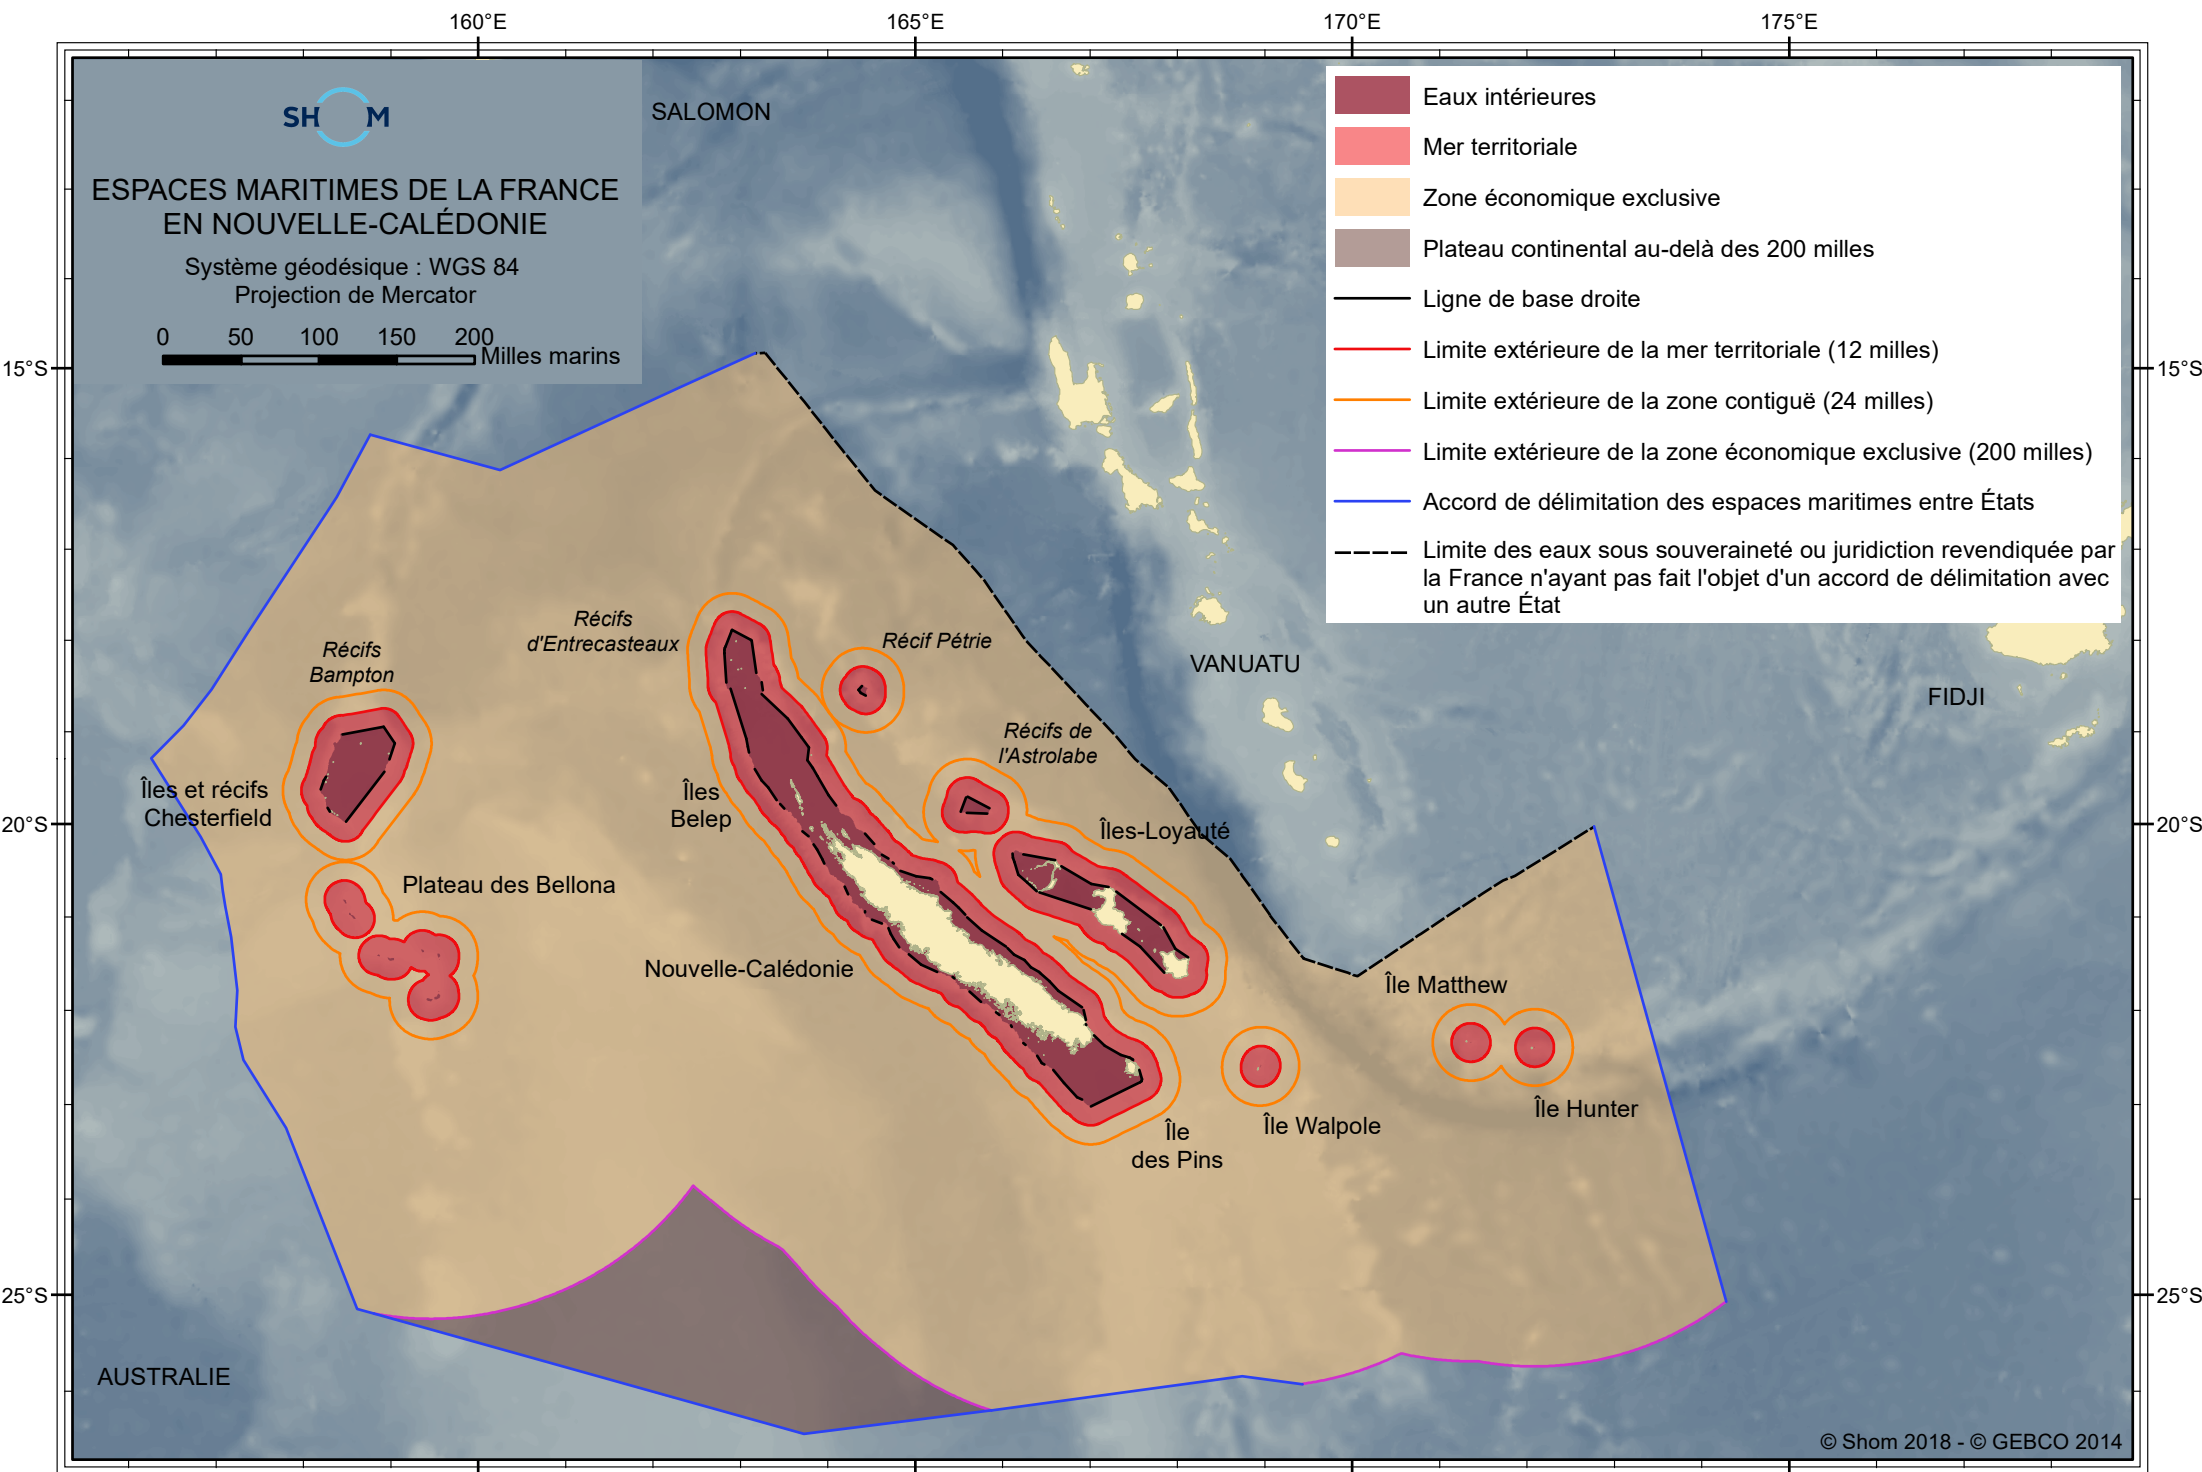 160°E
165°E
170°E
175°E
SHOM
ESPACES MARITIMES DE LA FRANCE
EN NOUVELLE-CALÉDONIE
Système géodésique : WGS 84
Projection de Mercator
0 50 100 150 200
Milles marins
SALOMON
Eaux intérieures
Mer territoriale
Zone économique exclusive
Plateau continental au-delà des 200 milles
Ligne de base droite
Limite extérieure de la mer territoriale (12 milles)
Limite extérieure de la zone contiguë (24 milles)
Limite extérieure de la zone économique exclusive (200 milles)
Accord de délimitation des espaces maritimes entre États
Limite des eaux sous souveraineté ou juridiction revendiquée par
la France n'ayant pas fait l'objet d'un accord de délimitation avec
un autre État
15°S
15°S
Récifs
d'Entrecasteaux
Récif Pétrie
Récifs
Bampton
VANUATU
FIDJI
Récifs de
l'Astrolabe
Îles et récifs
Chesterfield
Îles
Belep
Îles-Loyauté
20°S
20°S
Plateau des Bellona
Nouvelle-Calédonie
Île Matthew
Île Hunter
Île Walpole
Île
des Pins
25°S
25°S
AUSTRALIE
© Shom 2018 - © GEBCO 2014